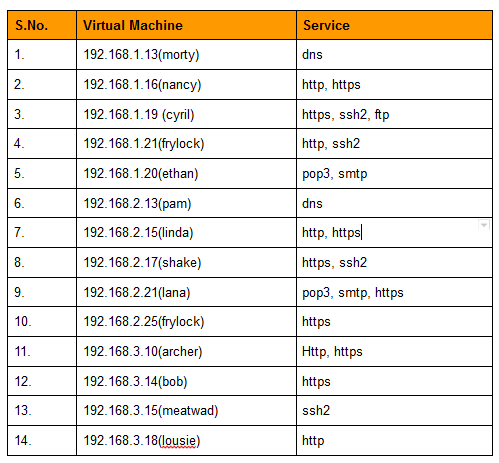 S.No. Virtual Machine Service
1. 192.168.1.13(morty) dns
2. 192.168.1.16(nancy) http, https
3. 192.168.1.19 (cyril) https, ssh2, ftp
4. 192.168.1.21(frylock) http, ssh2
5. 192.168.1.20(ethan) pop3, smtp
6. 192.168.2.13(pam) dns
7. 192.168.2.15(linda) http, https
8. 192.168.2.17(shake) https, ssh2
9. 192.168.2.21(lana) pop3, smtp, https
10. 192.168.2.25(frylock) https
11. 192.168.3.10(archer) Http, https
12. 192.168.3.14(bob) https
13. 192.168.3.15(meatwad) ssh2
14. 192.168.3.18(lousie) http